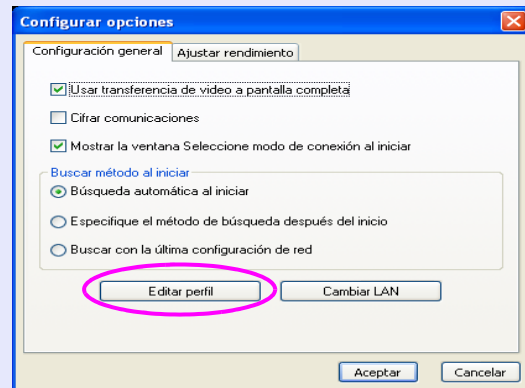 Configurar opciones
Configuración general
Ajustar rendimiento
Usar transferencia de video a pantalla completa
Cifrar comunicaciones
Mostrar la ventana Seleccione modo de conexión al iniciar
Buscar método al iniciar
Búsqueda automática al iniciar
Especifique el método de búsqueda después del inicio
Buscar con la última configuración de red
Editar perfil
Cambiar LAN
Aceptar
Cancelar